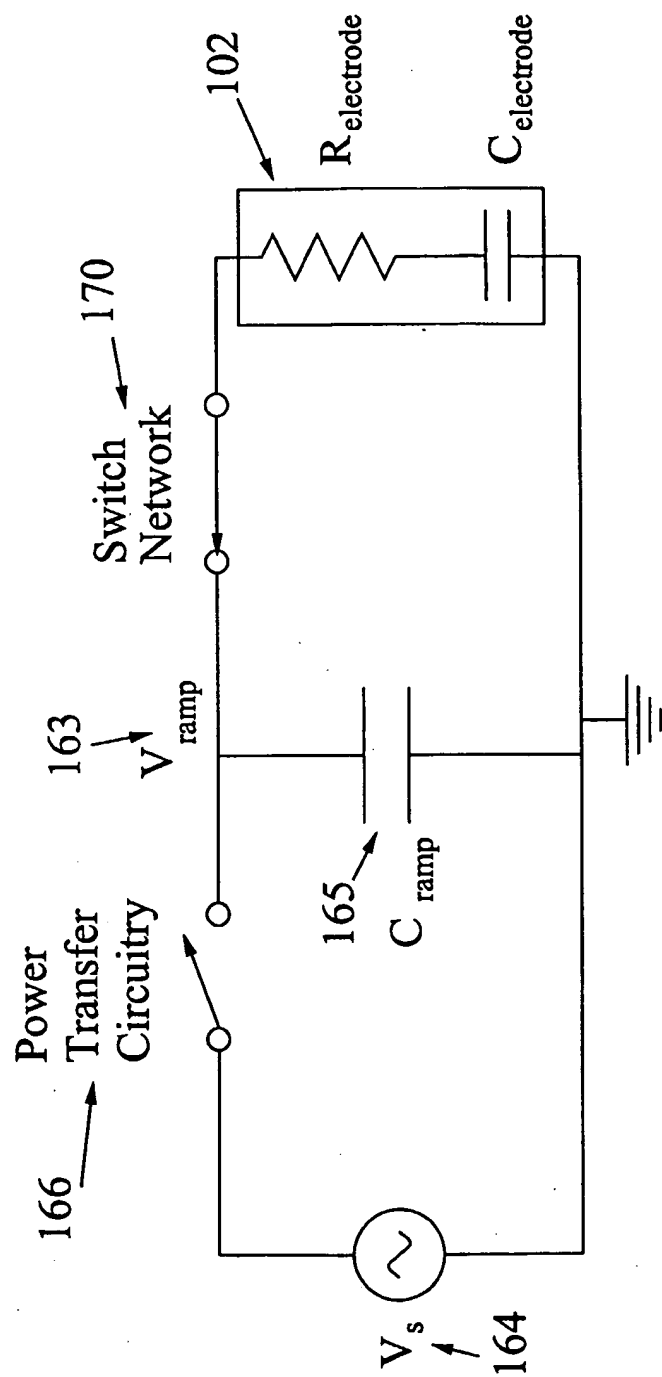 166
Power
Transfer
Circuitry
163
V ramp
Switch
Network
170
102
R electrode
C electrode
165
C ramp
V s
164